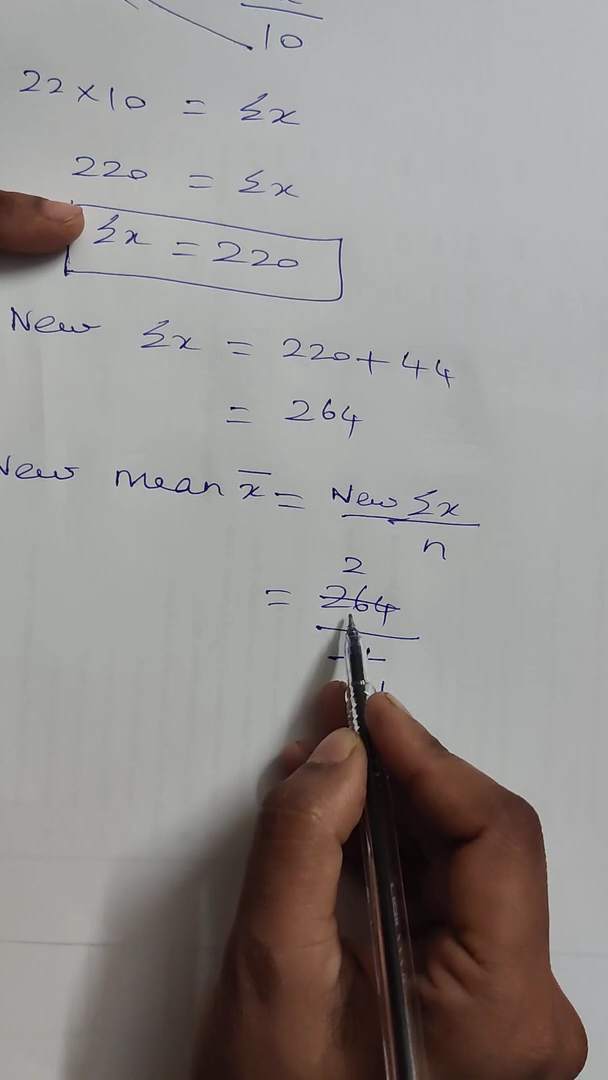 10
22 × 10 = Σx
220 = Σx
Σx = 220
New Σx = 220 + 44
= 264
New mean x̄ = New Σx
n
2
= 264